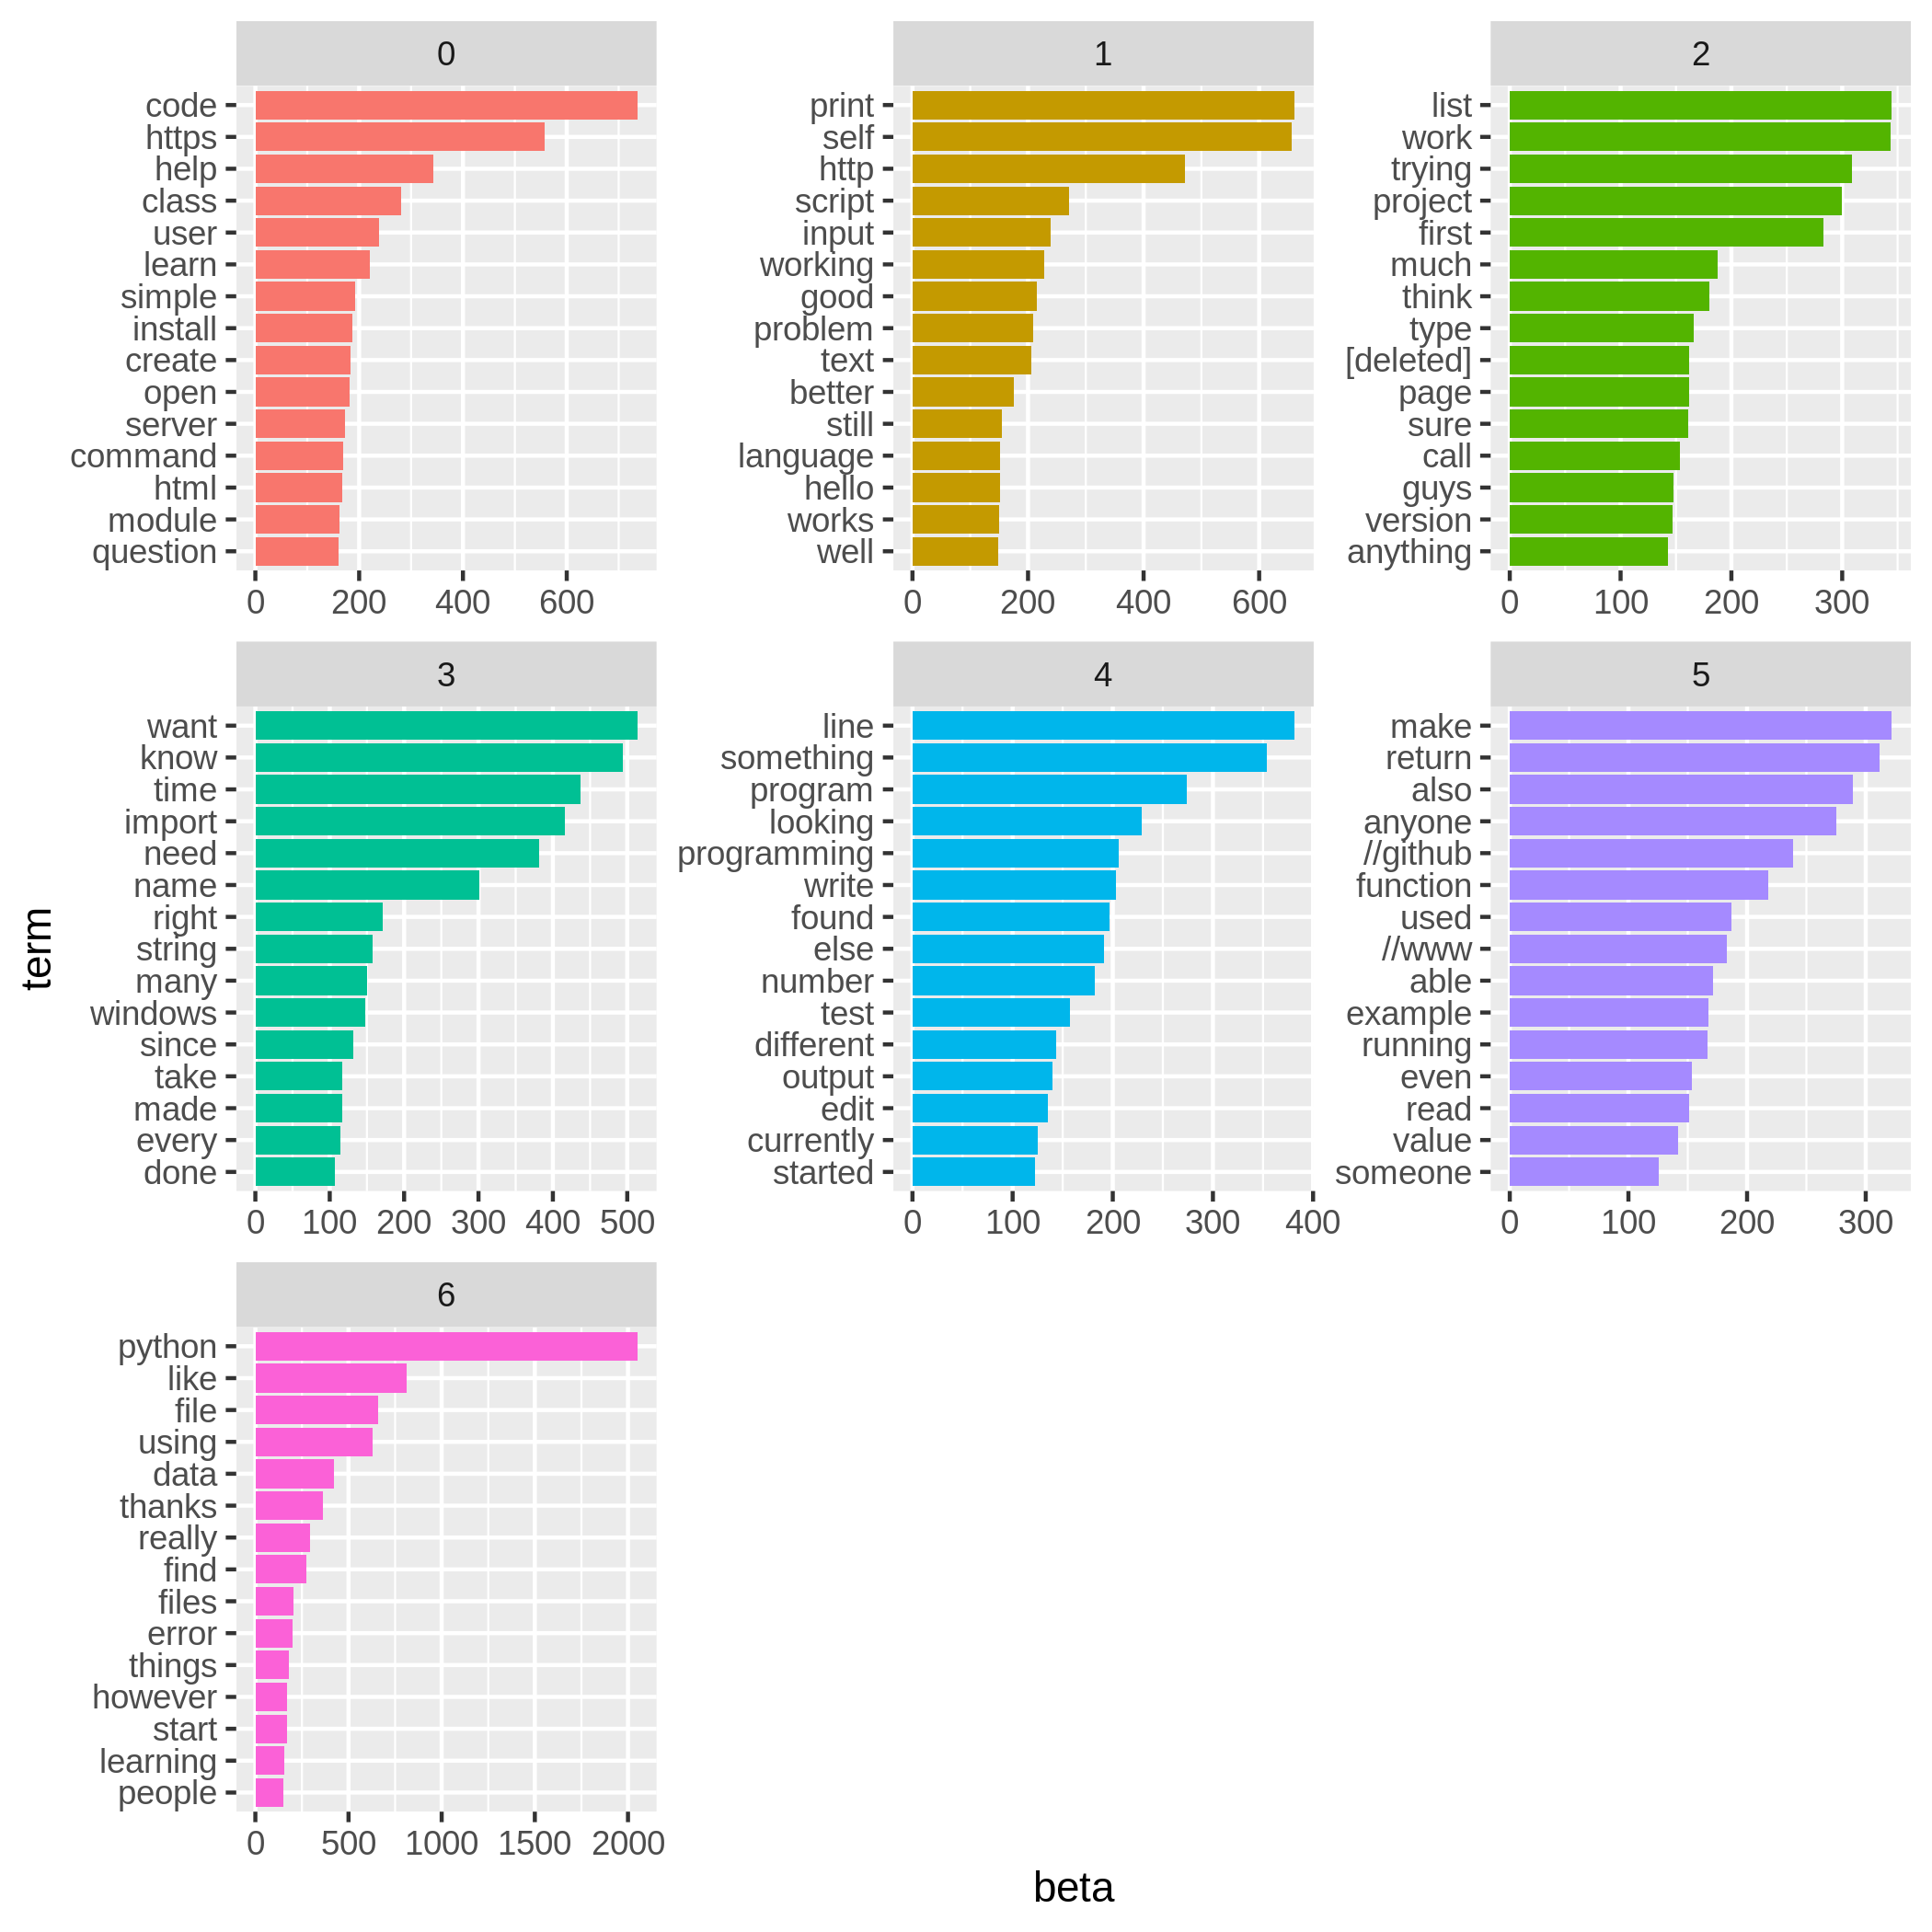 0
code
https
help
class
user
learn
simple
install
create
open
server
command
html
module
question
0 200 400 600
1
print
self
http
script
input
working
good
problem
text
better
still
language
hello
works
well
0 200 400 600
2
list
work
trying
project
first
much
think
type
[deleted]
page
sure
call
guys
version
anything
0 100 200 300
3
want
know
time
import
need
name
right
string
many
windows
since
take
made
every
done
0 100 200 300 400 500
4
line
something
program
looking
programming
write
found
else
number
test
different
output
edit
currently
started
0 100 200 300 400
5
make
return
also
anyone
//github
function
used
//www
able
example
running
even
read
value
someone
0 100 200 300
6
python
like
file
using
data
thanks
really
find
files
error
things
however
start
learning
people
0 500 1000 1500 2000
term
beta